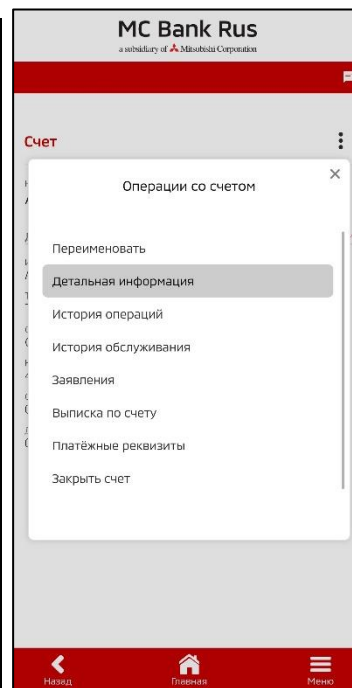 MC Bank Rus
a subsidiary of Mitsubishi Corporation
Счет
Операции со счетом
Переименовать
Детальная информация
История операций
История обслуживания
Заявления
Выписка по счету
Платёжные реквизиты
Закрыть счет
Назад
Главная
Меню